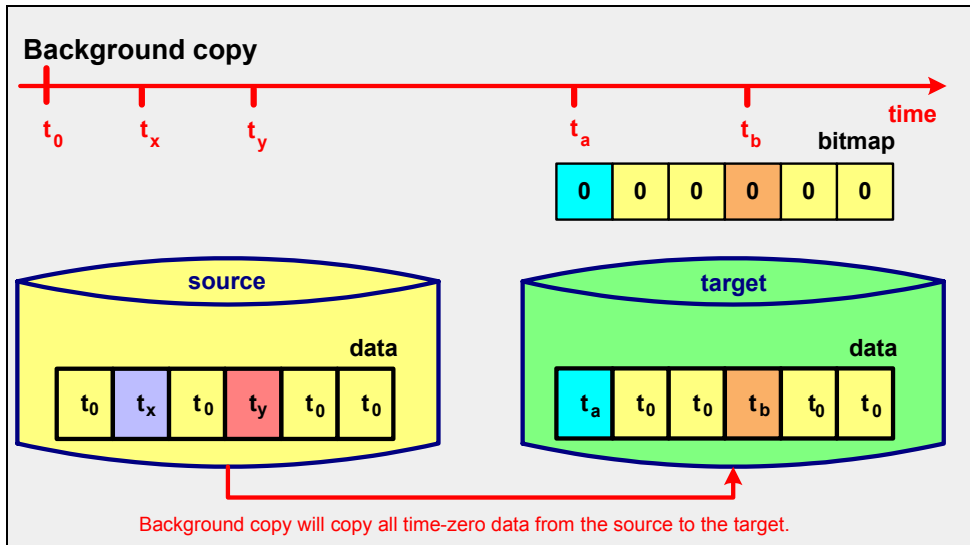 Background copy
time
t0 tx ty ta tb
bitmap
0 0 0 0 0 0
source target
data data
t0 tx t0 ty t0 t0 ta t0 t0 tb t0 t0
Background copy will copy all time-zero data from the source to the target.